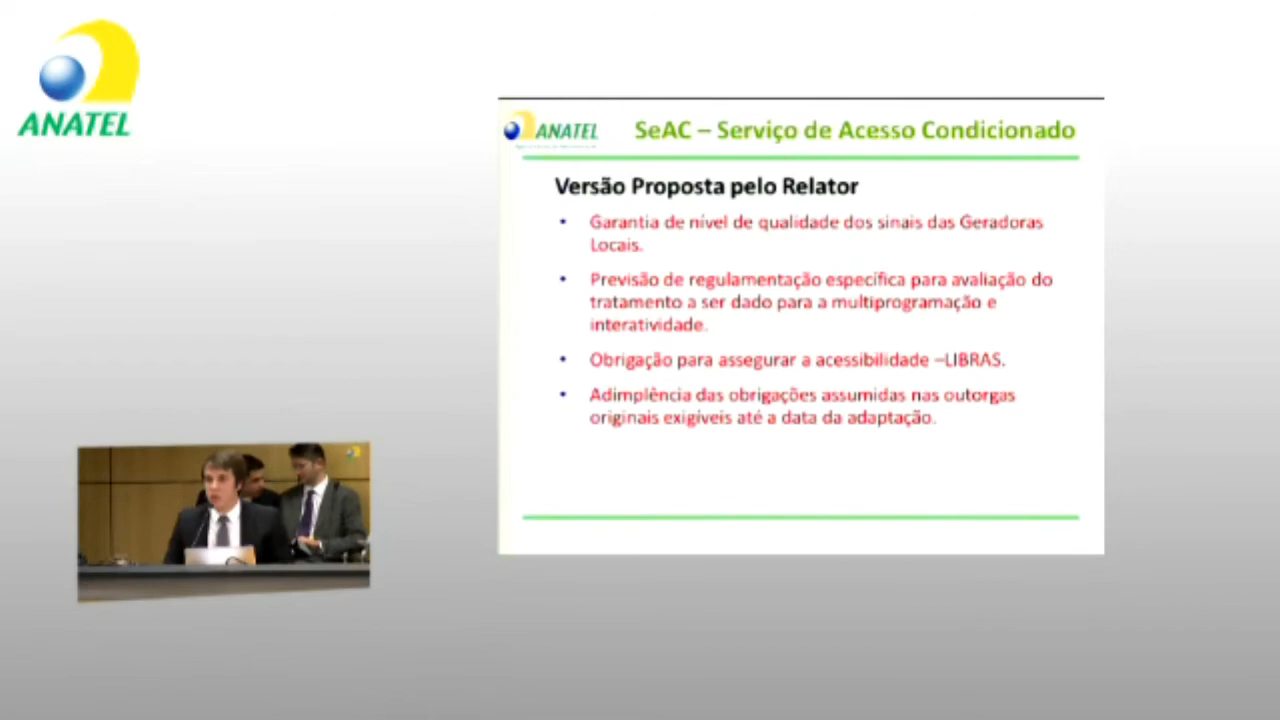 ANATEL
ANATEL
SeAC – Serviço de Acesso Condicionado
Versão Proposta pelo Relator
• Garantia de nível de qualidade dos sinais das Geradoras
Locais.
• Previsão de regulamentação específica para avaliação do
tratamento a ser dado para a multiprogramação e
interatividade.
• Obrigação para assegurar a acessibilidade –LIBRAS.
• Adimplência das obrigações assumidas nas outorgas
originais exigíveis até a data da adaptação.